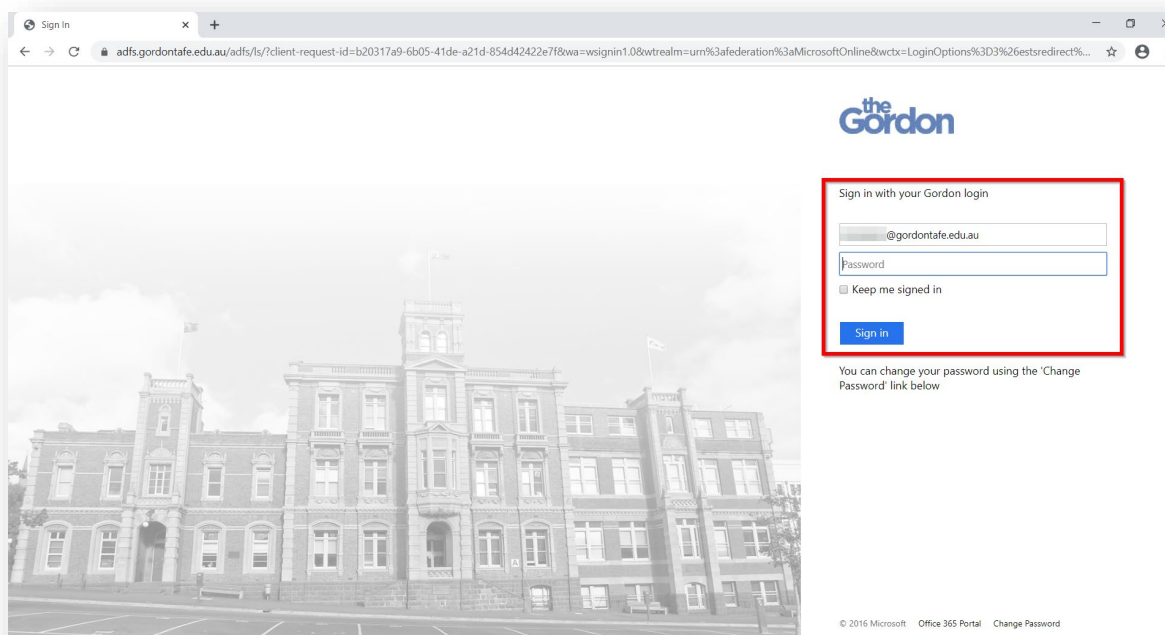 Sign In
adfs.gordontafe.edu.au/adfs/ls/?client-request-id=b20317a9-6b05-41de-a21d-854d42422e7f&wa=wsignin1.0&wtrealm=urn%3afederation%3aMicrosoftOnline&wctx=LoginOptions%3D3%26estsredirect%...
the
Gordon
Sign in with your Gordon login
@gordontafe.edu.au
Password
Keep me signed in
Sign in
You can change your password using the 'Change
Password' link below
A
© 2016 Microsoft Office 365 Portal Change Password